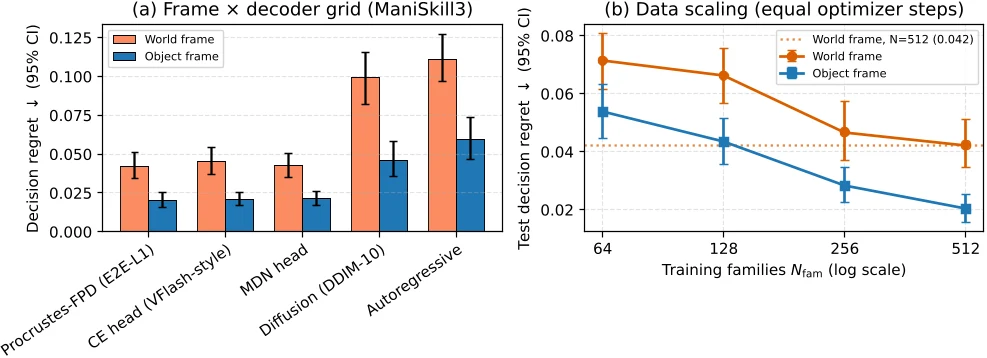 (a) Frame × decoder grid (ManiSkill3)
Decision regret ↓ (95% CI)
0.125
0.100
0.075
0.050
0.025
0.000
World frame
Object frame
Procrustes-FPD (E2E-L1)
CE head (VFlash-style)
MDN head
Diffusion (DDIM-10)
Autoregressive
(b) Data scaling (equal optimizer steps)
Test decision regret ↓ (95% CI)
0.08
0.06
0.04
0.02
World frame, N=512 (0.042)
World frame
Object frame
64
128
256
512
Training families N_fam (log scale)